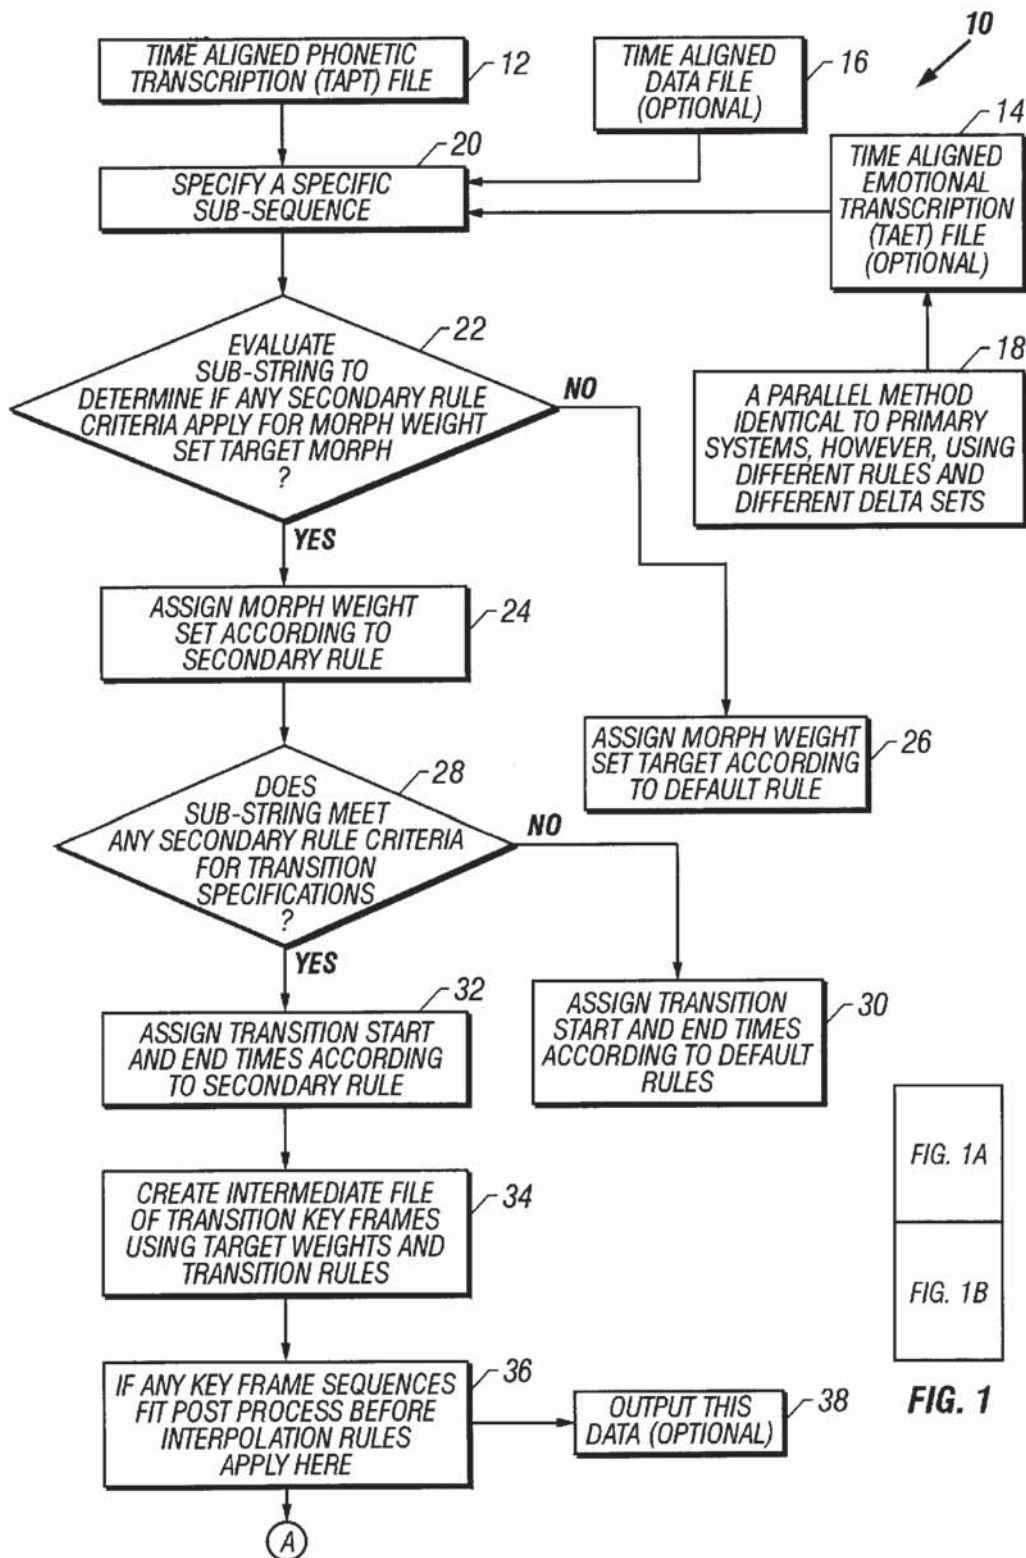 10
TIME ALIGNED PHONETIC
TRANSCRIPTION (TAPT) FILE
12
TIME ALIGNED
DATA FILE
(OPTIONAL)
16
14
TIME ALIGNED
EMOTIONAL
TRANSCRIPTION
(TAET) FILE
(OPTIONAL)
20
SPECIFY A SPECIFIC
SUB-SEQUENCE
18
A PARALLEL METHOD
IDENTICAL TO PRIMARY
SYSTEMS, HOWEVER, USING
DIFFERENT RULES AND
DIFFERENT DELTA SETS
22
EVALUATE
SUB-STRING TO
DETERMINE IF ANY SECONDARY RULE
CRITERIA APPLY FOR MORPH WEIGHT
SET TARGET MORPH
?
NO
YES
ASSIGN MORPH WEIGHT
SET ACCORDING TO
SECONDARY RULE
24
ASSIGN MORPH WEIGHT
SET TARGET ACCORDING
TO DEFAULT RULE
26
28
DOES
SUB-STRING MEET
ANY SECONDARY RULE CRITERIA
FOR TRANSITION
SPECIFICATIONS
?
NO
YES
32
ASSIGN TRANSITION START
AND END TIMES ACCORDING
TO SECONDARY RULE
ASSIGN TRANSITION
START AND END TIMES
ACCORDING TO DEFAULT
RULES
30
CREATE INTERMEDIATE FILE
OF TRANSITION KEY FRAMES
USING TARGET WEIGHTS AND
TRANSITION RULES
34
IF ANY KEY FRAME SEQUENCES
FIT POST PROCESS BEFORE
INTERPOLATION RULES
APPLY HERE
36
OUTPUT THIS
DATA (OPTIONAL)
38
A
FIG. 1A
FIG. 1B
FIG. 1